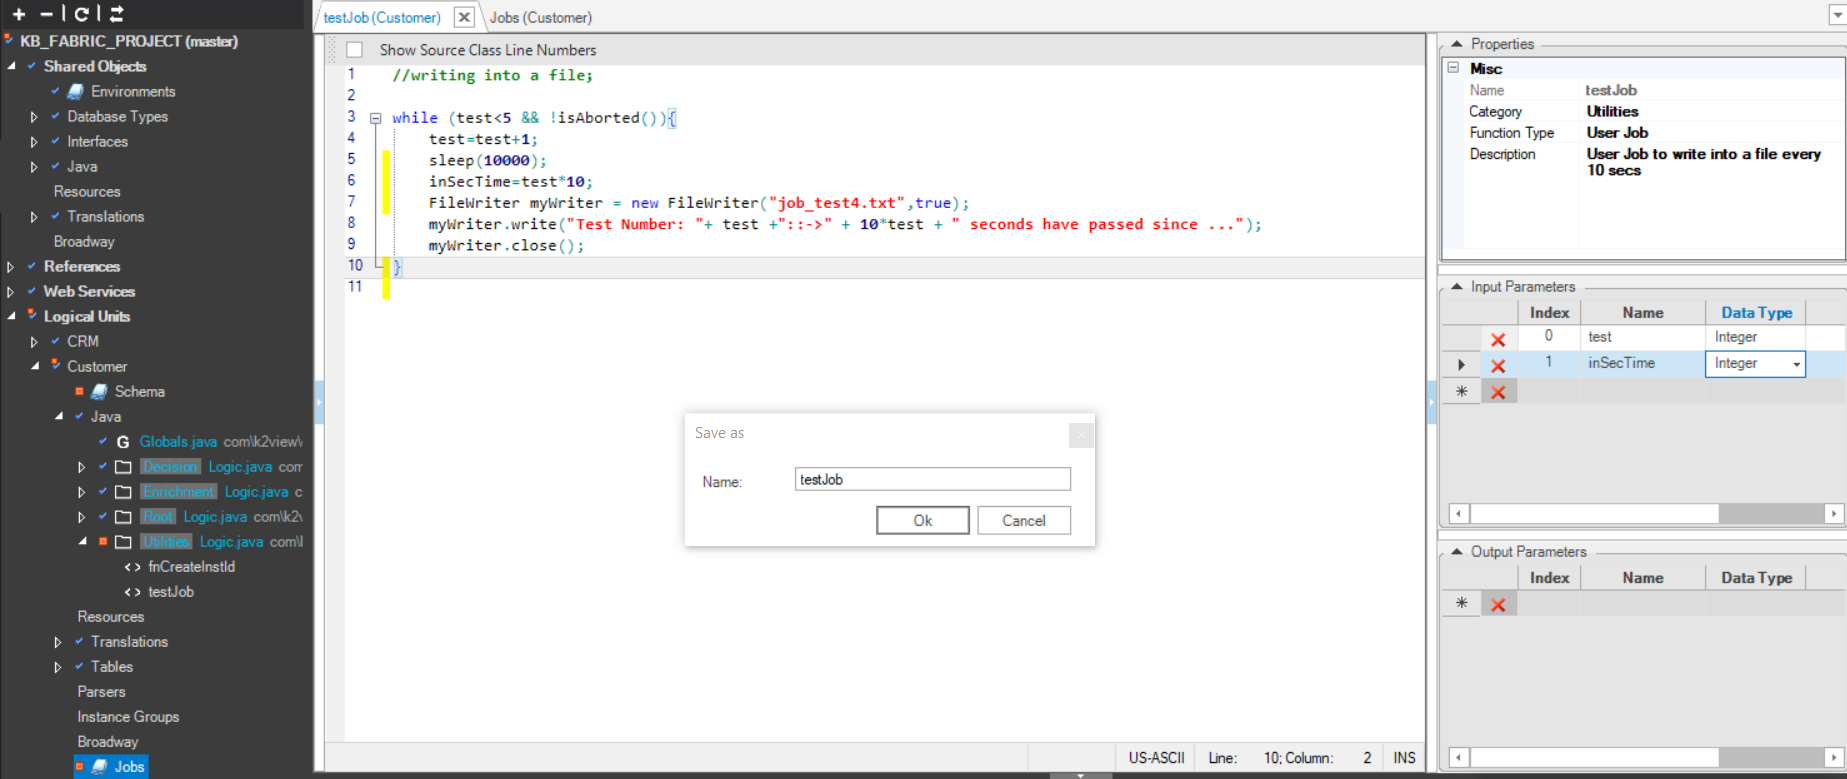 KB_FABRIC_PROJECT (master)
Shared Objects
Environments
Database Types
Interfaces
Java
Resources
Translations
Broadway
References
Web Services
Logical Units
CRM
Customer
Schema
Java
G Globals.java com\k2view\
Decision Logic.java com
Enrichment Logic.java c
Root Logic.java com\k2v
Utilities Logic.java com\
<> fnCreateInstId
<> testJob
Resources
Translations
Tables
Parsers
Instance Groups
Broadway
Jobs
testJob (Customer)
Jobs (Customer)
Show Source Class Line Numbers
1 //writing into a file;
2
3 while (test<5 && !isAborted()){
4 test=test+1;
5 sleep(10000);
6 inSecTime=test*10;
7 FileWriter myWriter = new FileWriter("job_test4.txt",true);
8 myWriter.write("Test Number: "+ test +"::->" + 10*test + " seconds have passed since ...");
9 myWriter.close();
10 }
11
Save as
Name: testJob
Ok Cancel
US-ASCII Line: 10; Column: 2 INS
Properties
Misc
Name testJob
Category Utilities
Function Type User Job
Description User Job to write into a file every
10 secs
Input Parameters
Index Name Data Type
0 test Integer
1 inSecTime Integer
Output Parameters
Index Name Data Type